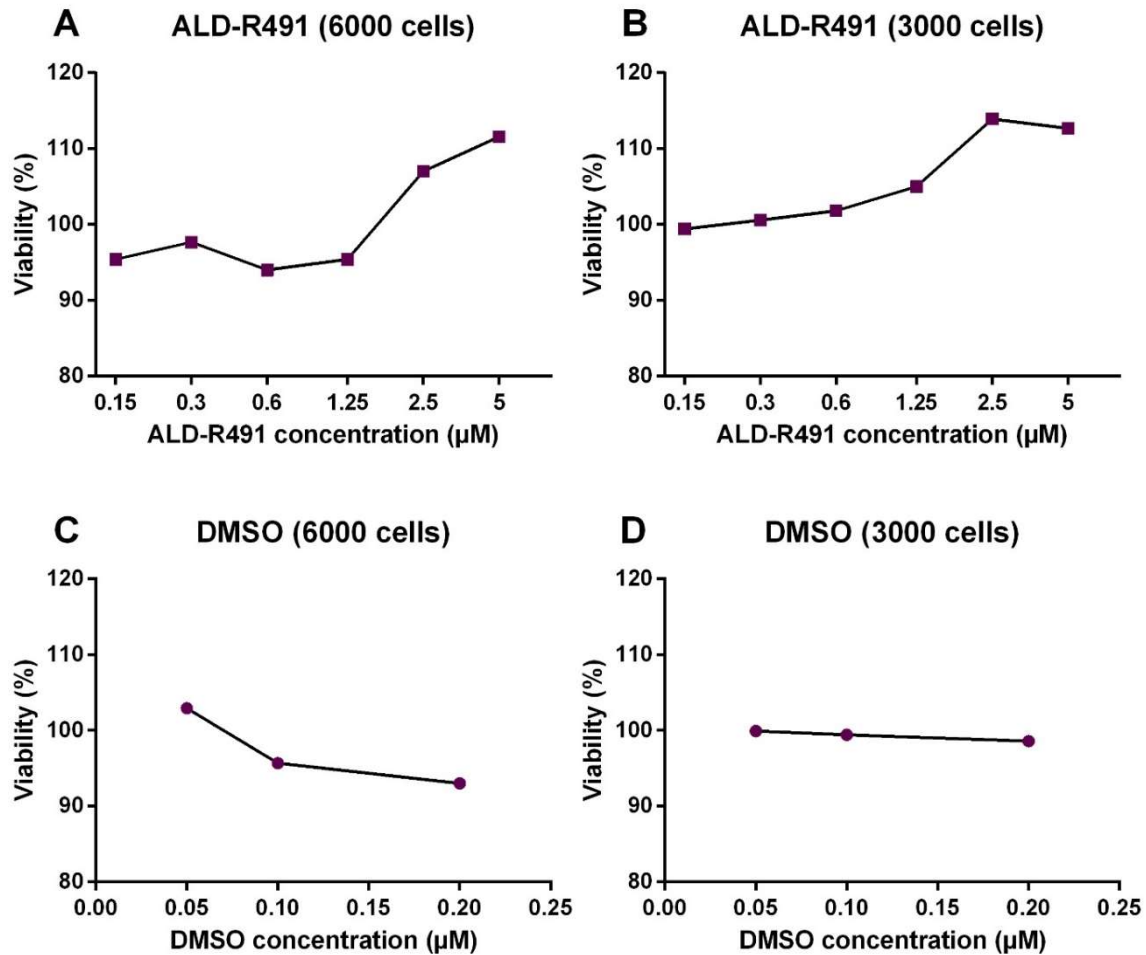 A ALD-R491 (6000 cells)
120
110
100
90
80
Viability (%)
0.15 0.3 0.6 1.25 2.5 5
ALD-R491 concentration (µM)
B ALD-R491 (3000 cells)
120
110
100
90
80
Viability (%)
0.15 0.3 0.6 1.25 2.5 5
ALD-R491 concentration (µM)
C DMSO (6000 cells)
120
110
100
90
80
Viability (%)
0.00 0.05 0.10 0.15 0.20 0.25
DMSO concentration (µM)
D DMSO (3000 cells)
120
110
100
90
80
Viability (%)
0.00 0.05 0.10 0.15 0.20 0.25
DMSO concentration (µM)